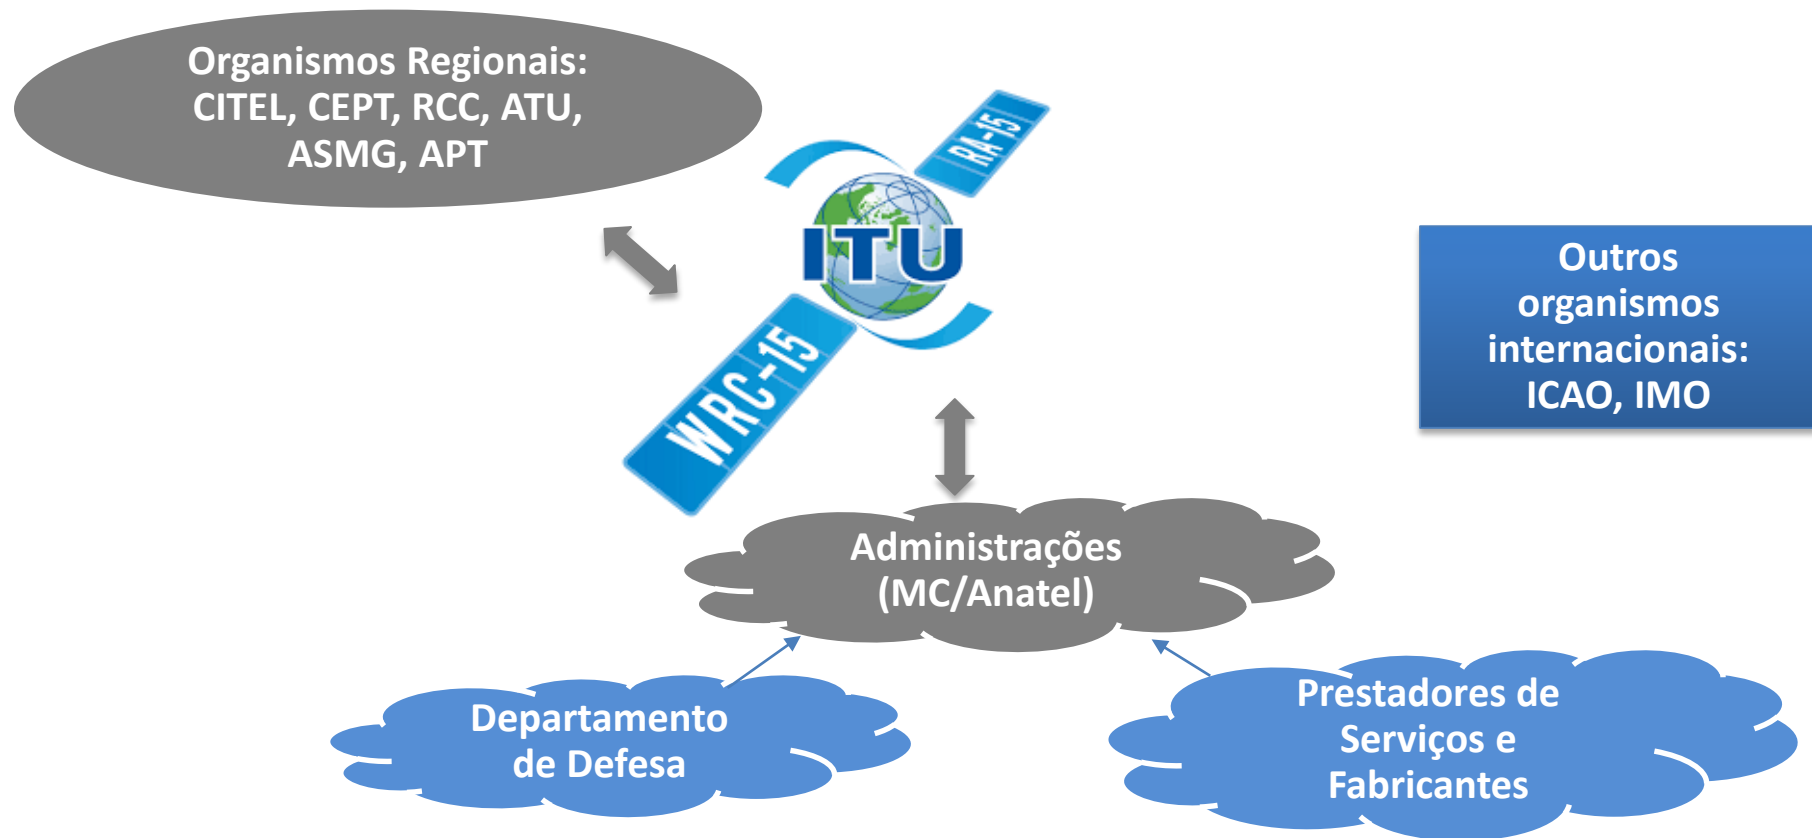 Organismos Regionais:
CITEL, CEPT, RCC, ATU,
ASMG, APT
RA-15
ITU
WRC-15
Outros
organismos
internacionais:
ICAO, IMO
Administrações
(MC/Anatel)
Departamento
de Defesa
Prestadores de
Serviços e
Fabricantes